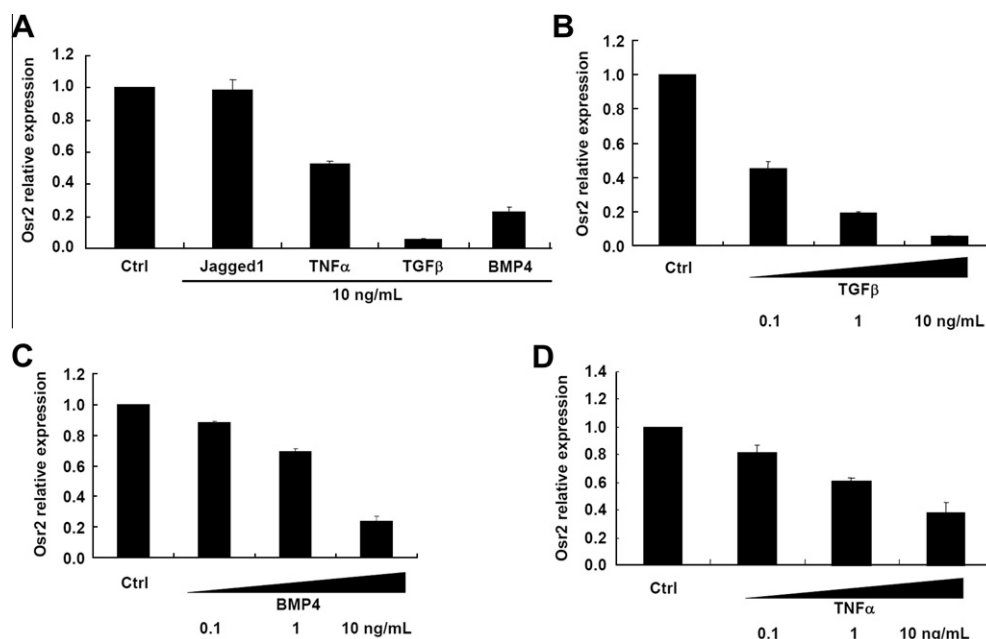 A
Osr2 relative expression
1.2
1.0
0.8
0.6
0.4
0.2
0.0
Ctrl Jagged1 TNFα TGFβ BMP4
10 ng/mL
B
Osr2 relative expression
1.2
1.0
0.8
0.6
0.4
0.2
0.0
Ctrl
TGFβ
0.1 1 10 ng/mL
C
Osr2 relative expression
1.2
1.0
0.8
0.6
0.4
0.2
0.0
Ctrl
BMP4
0.1 1 10 ng/mL
D
Osr2 relative expression
1.4
1.2
1.0
0.8
0.6
0.4
0.2
0.0
Ctrl
TNFα
0.1 1 10 ng/mL